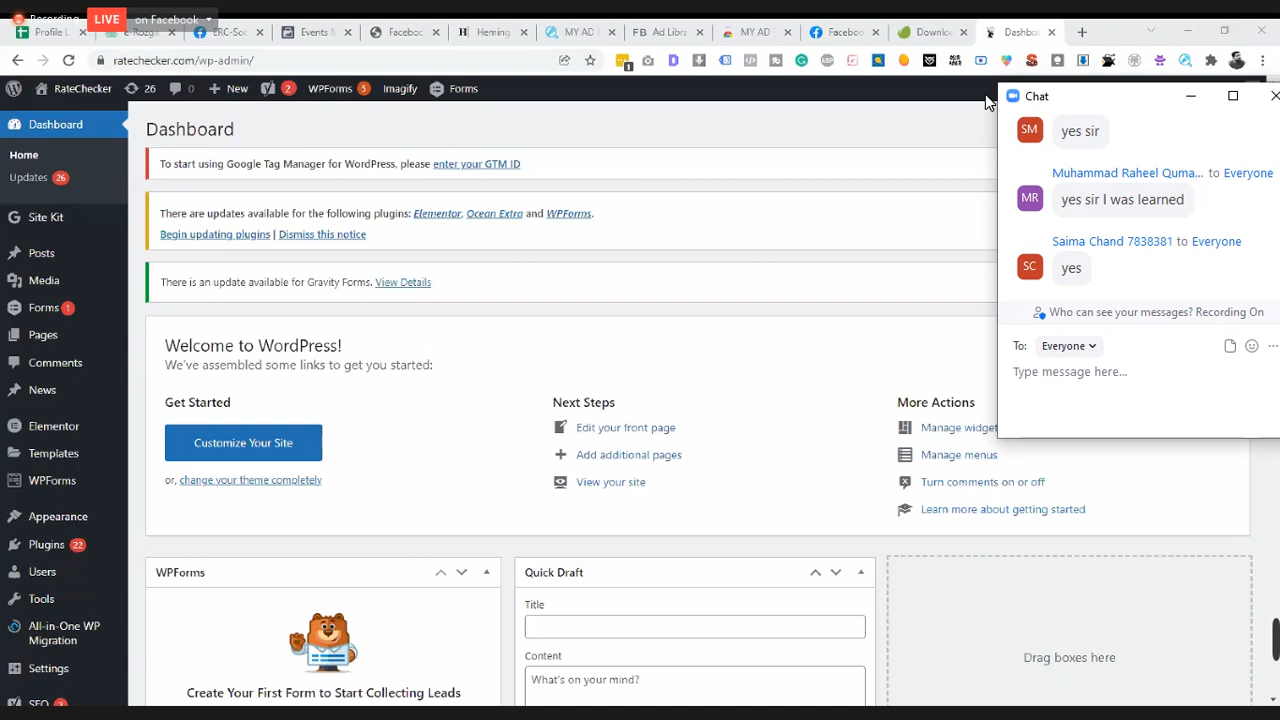 Recording
LIVE on Facebook
Profile L
e-Rozga
ERC-Soc
Events M
Facebook
Heming
MY AD
FB Ad
Ad Libra
MY AD
Facebo
Downlo
Dashbo
ratechecker.com/wp-admin/
RateChecker 26 0 New 2 WPForms 5 Imagify Forms
Dashboard
Home
Updates 26
Site Kit
Posts
Media
Forms 1
Pages
Comments
News
Elementor
Templates
WPForms
Appearance
Plugins 22
Users
Tools
All-in-One WP
Migration
Settings
SEO
Dashboard
To start using Google Tag Manager for WordPress, please enter your GTM ID
There are updates available for the following plugins: Elementor, Ocean Extra and WPForms.
Begin updating plugins | Dismiss this notice
There is an update available for Gravity Forms. View Details
Welcome to WordPress!
We've assembled some links to get you started:
Get Started
Customize Your Site
or, change your theme completely
Next Steps
Edit your front page
Add additional pages
View your site
More Actions
Manage widge
Manage menus
Turn comments on or off
Learn more about getting started
WPForms
Create Your First Form to Start Collecting Leads
Quick Draft
Title
Content
What's on your mind?
Drag boxes here
Chat
SM yes sir
Muhammad Raheel Quma... to Everyone
MR yes sir I was learned
Saima Chand 7838381 to Everyone
SC yes
Who can see your messages? Recording On
To: Everyone
Type message here...